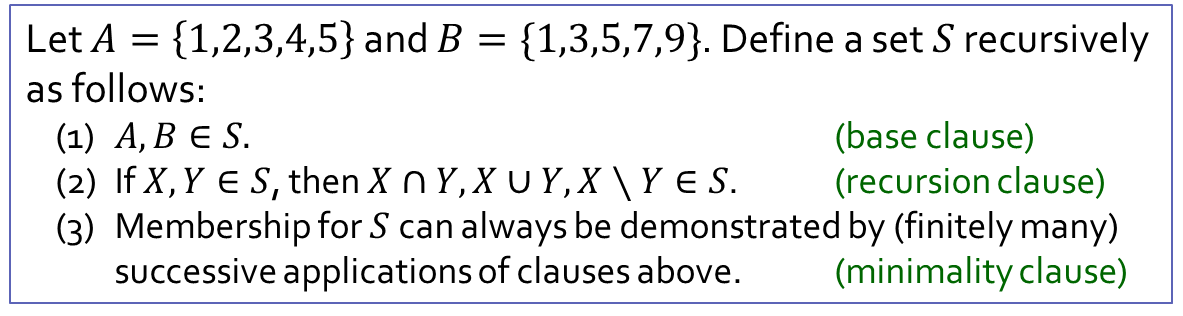 Let A = {1,2,3,4,5} and B = {1,3,5,7,9}. Define a set S recursively
as follows:
(1) A, B ∈ S. (base clause)
(2) If X, Y ∈ S, then X ∩ Y, X ∪ Y, X \ Y ∈ S. (recursion clause)
(3) Membership for S can always be demonstrated by (finitely many)
successive applications of clauses above. (minimality clause)